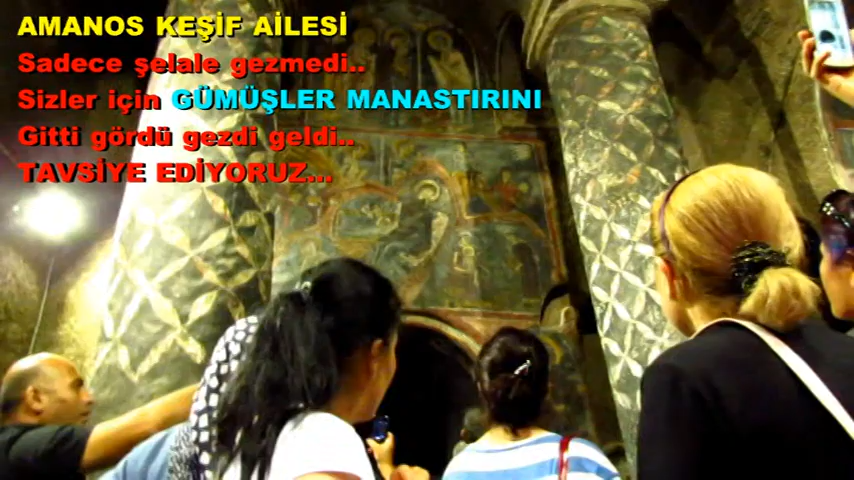 AMANOS KEŞİF AİLESİ
Sadece şelale gezmedi..
Sizler için GÜMÜŞLER MANASTIRINI
Gitti gördü gezdi geldi..
TAVSİYE EDİYORUZ...